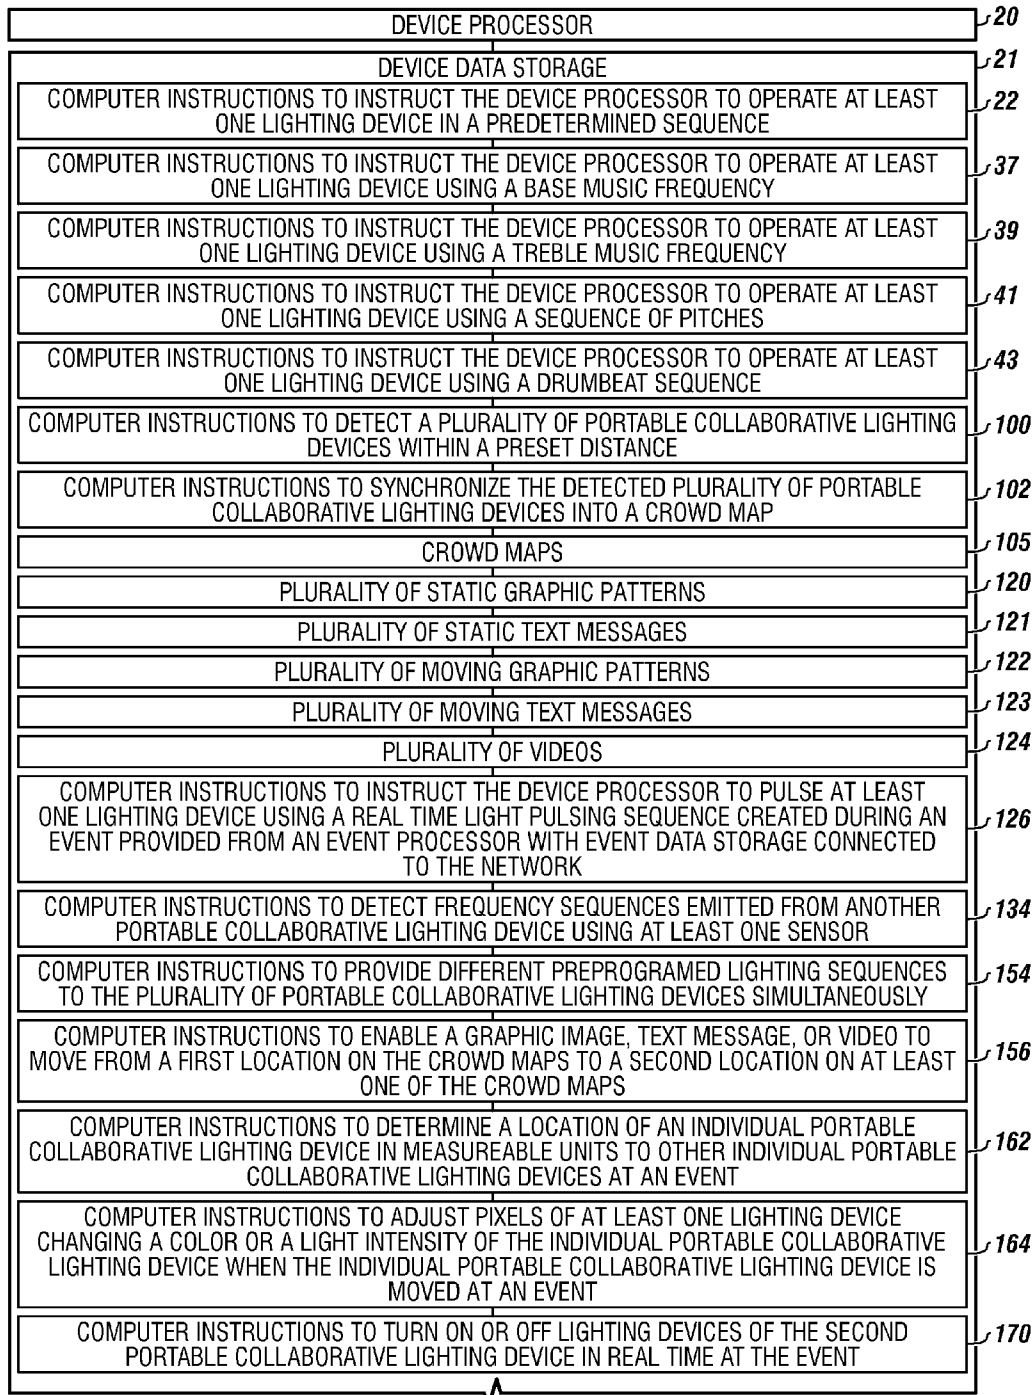 DEVICE PROCESSOR
20
21
DEVICE DATA STORAGE
COMPUTER INSTRUCTIONS TO INSTRUCT THE DEVICE PROCESSOR TO OPERATE AT LEAST
ONE LIGHTING DEVICE IN A PREDETERMINED SEQUENCE
22
COMPUTER INSTRUCTIONS TO INSTRUCT THE DEVICE PROCESSOR TO OPERATE AT LEAST
ONE LIGHTING DEVICE USING A BASE MUSIC FREQUENCY
37
COMPUTER INSTRUCTIONS TO INSTRUCT THE DEVICE PROCESSOR TO OPERATE AT LEAST
ONE LIGHTING DEVICE USING A TREBLE MUSIC FREQUENCY
39
COMPUTER INSTRUCTIONS TO INSTRUCT THE DEVICE PROCESSOR TO OPERATE AT LEAST
ONE LIGHTING DEVICE USING A SEQUENCE OF PITCHES
41
COMPUTER INSTRUCTIONS TO INSTRUCT THE DEVICE PROCESSOR TO OPERATE AT LEAST
ONE LIGHTING DEVICE USING A DRUMBEAT SEQUENCE
43
COMPUTER INSTRUCTIONS TO DETECT A PLURALITY OF PORTABLE COLLABORATIVE LIGHTING
DEVICES WITHIN A PRESET DISTANCE
100
COMPUTER INSTRUCTIONS TO SYNCHRONIZE THE DETECTED PLURALITY OF PORTABLE
COLLABORATIVE LIGHTING DEVICES INTO A CROWD MAP
102
CROWD MAPS
105
PLURALITY OF STATIC GRAPHIC PATTERNS
120
PLURALITY OF STATIC TEXT MESSAGES
121
PLURALITY OF MOVING GRAPHIC PATTERNS
122
PLURALITY OF MOVING TEXT MESSAGES
123
PLURALITY OF VIDEOS
124
COMPUTER INSTRUCTIONS TO INSTRUCT THE DEVICE PROCESSOR TO PULSE AT LEAST
ONE LIGHTING DEVICE USING A REAL TIME LIGHT PULSING SEQUENCE CREATED DURING AN
EVENT PROVIDED FROM AN EVENT PROCESSOR WITH EVENT DATA STORAGE CONNECTED
TO THE NETWORK
126
COMPUTER INSTRUCTIONS TO DETECT FREQUENCY SEQUENCES EMITTED FROM ANOTHER
PORTABLE COLLABORATIVE LIGHTING DEVICE USING AT LEAST ONE SENSOR
134
COMPUTER INSTRUCTIONS TO PROVIDE DIFFERENT PREPROGRAMED LIGHTING SEQUENCES
TO THE PLURALITY OF PORTABLE COLLABORATIVE LIGHTING DEVICES SIMULTANEOUSLY
154
COMPUTER INSTRUCTIONS TO ENABLE A GRAPHIC IMAGE, TEXT MESSAGE, OR VIDEO TO
MOVE FROM A FIRST LOCATION ON THE CROWD MAPS TO A SECOND LOCATION ON AT LEAST
ONE OF THE CROWD MAPS
156
COMPUTER INSTRUCTIONS TO DETERMINE A LOCATION OF AN INDIVIDUAL PORTABLE
COLLABORATIVE LIGHTING DEVICE IN MEASUREABLE UNITS TO OTHER INDIVIDUAL PORTABLE
COLLABORATIVE LIGHTING DEVICES AT AN EVENT
162
COMPUTER INSTRUCTIONS TO ADJUST PIXELS OF AT LEAST ONE LIGHTING DEVICE
CHANGING A COLOR OR A LIGHT INTENSITY OF THE INDIVIDUAL PORTABLE COLLABORATIVE
LIGHTING DEVICE WHEN THE INDIVIDUAL PORTABLE COLLABORATIVE LIGHTING DEVICE IS
MOVED AT AN EVENT
164
COMPUTER INSTRUCTIONS TO TURN ON OR OFF LIGHTING DEVICES OF THE SECOND
PORTABLE COLLABORATIVE LIGHTING DEVICE IN REAL TIME AT THE EVENT
170